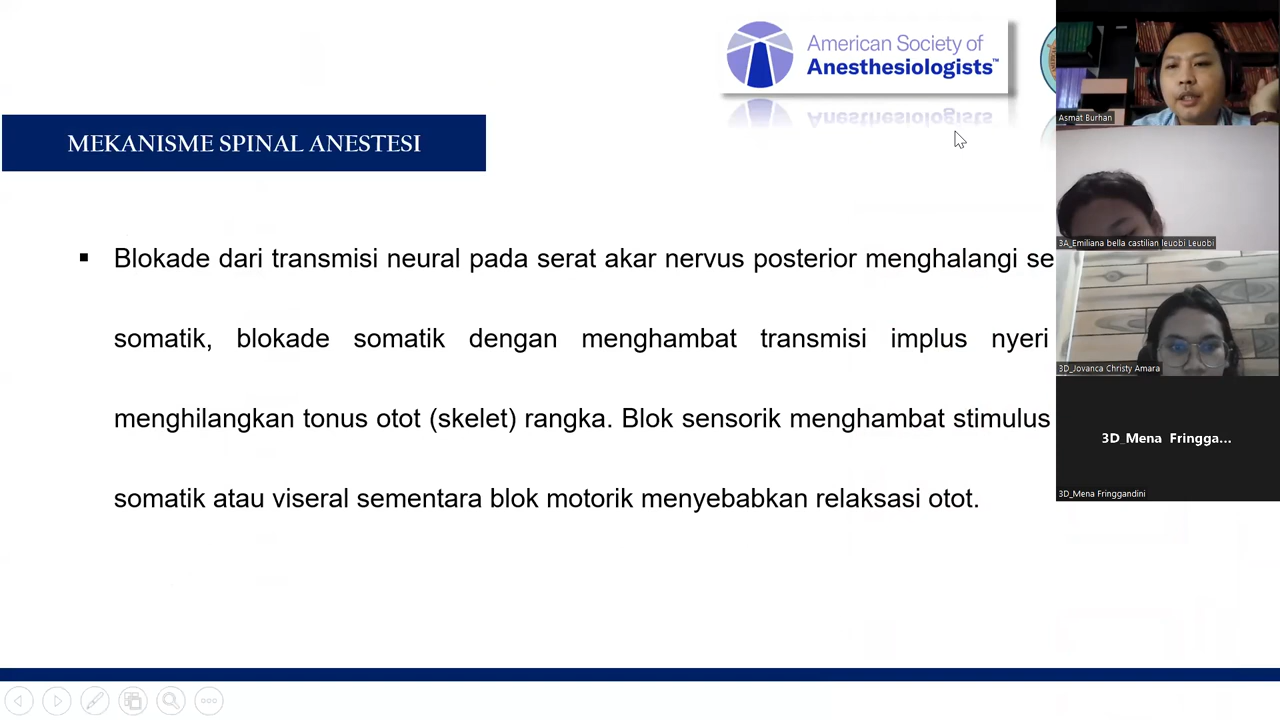 American Society of
Anesthesiologists™
MEKANISME SPINAL ANESTESI
▪ Blokade dari transmisi neural pada serat akar nervus posterior menghalangi se
somatik, blokade somatik dengan menghambat transmisi implus nyeri
menghilangkan tonus otot (skelet) rangka. Blok sensorik menghambat stimulus
somatik atau viseral sementara blok motorik menyebabkan relaksasi otot.
Asmat Burhan
3A_Emiliana bella castilian leuobi Leuobi
3D_Jovanca Christy Amara
3D_Mena Fringga...
3D_Mena Fringgandini